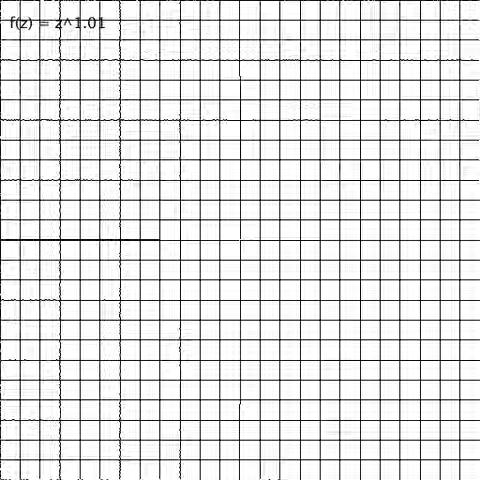 f(z) = z^1.01